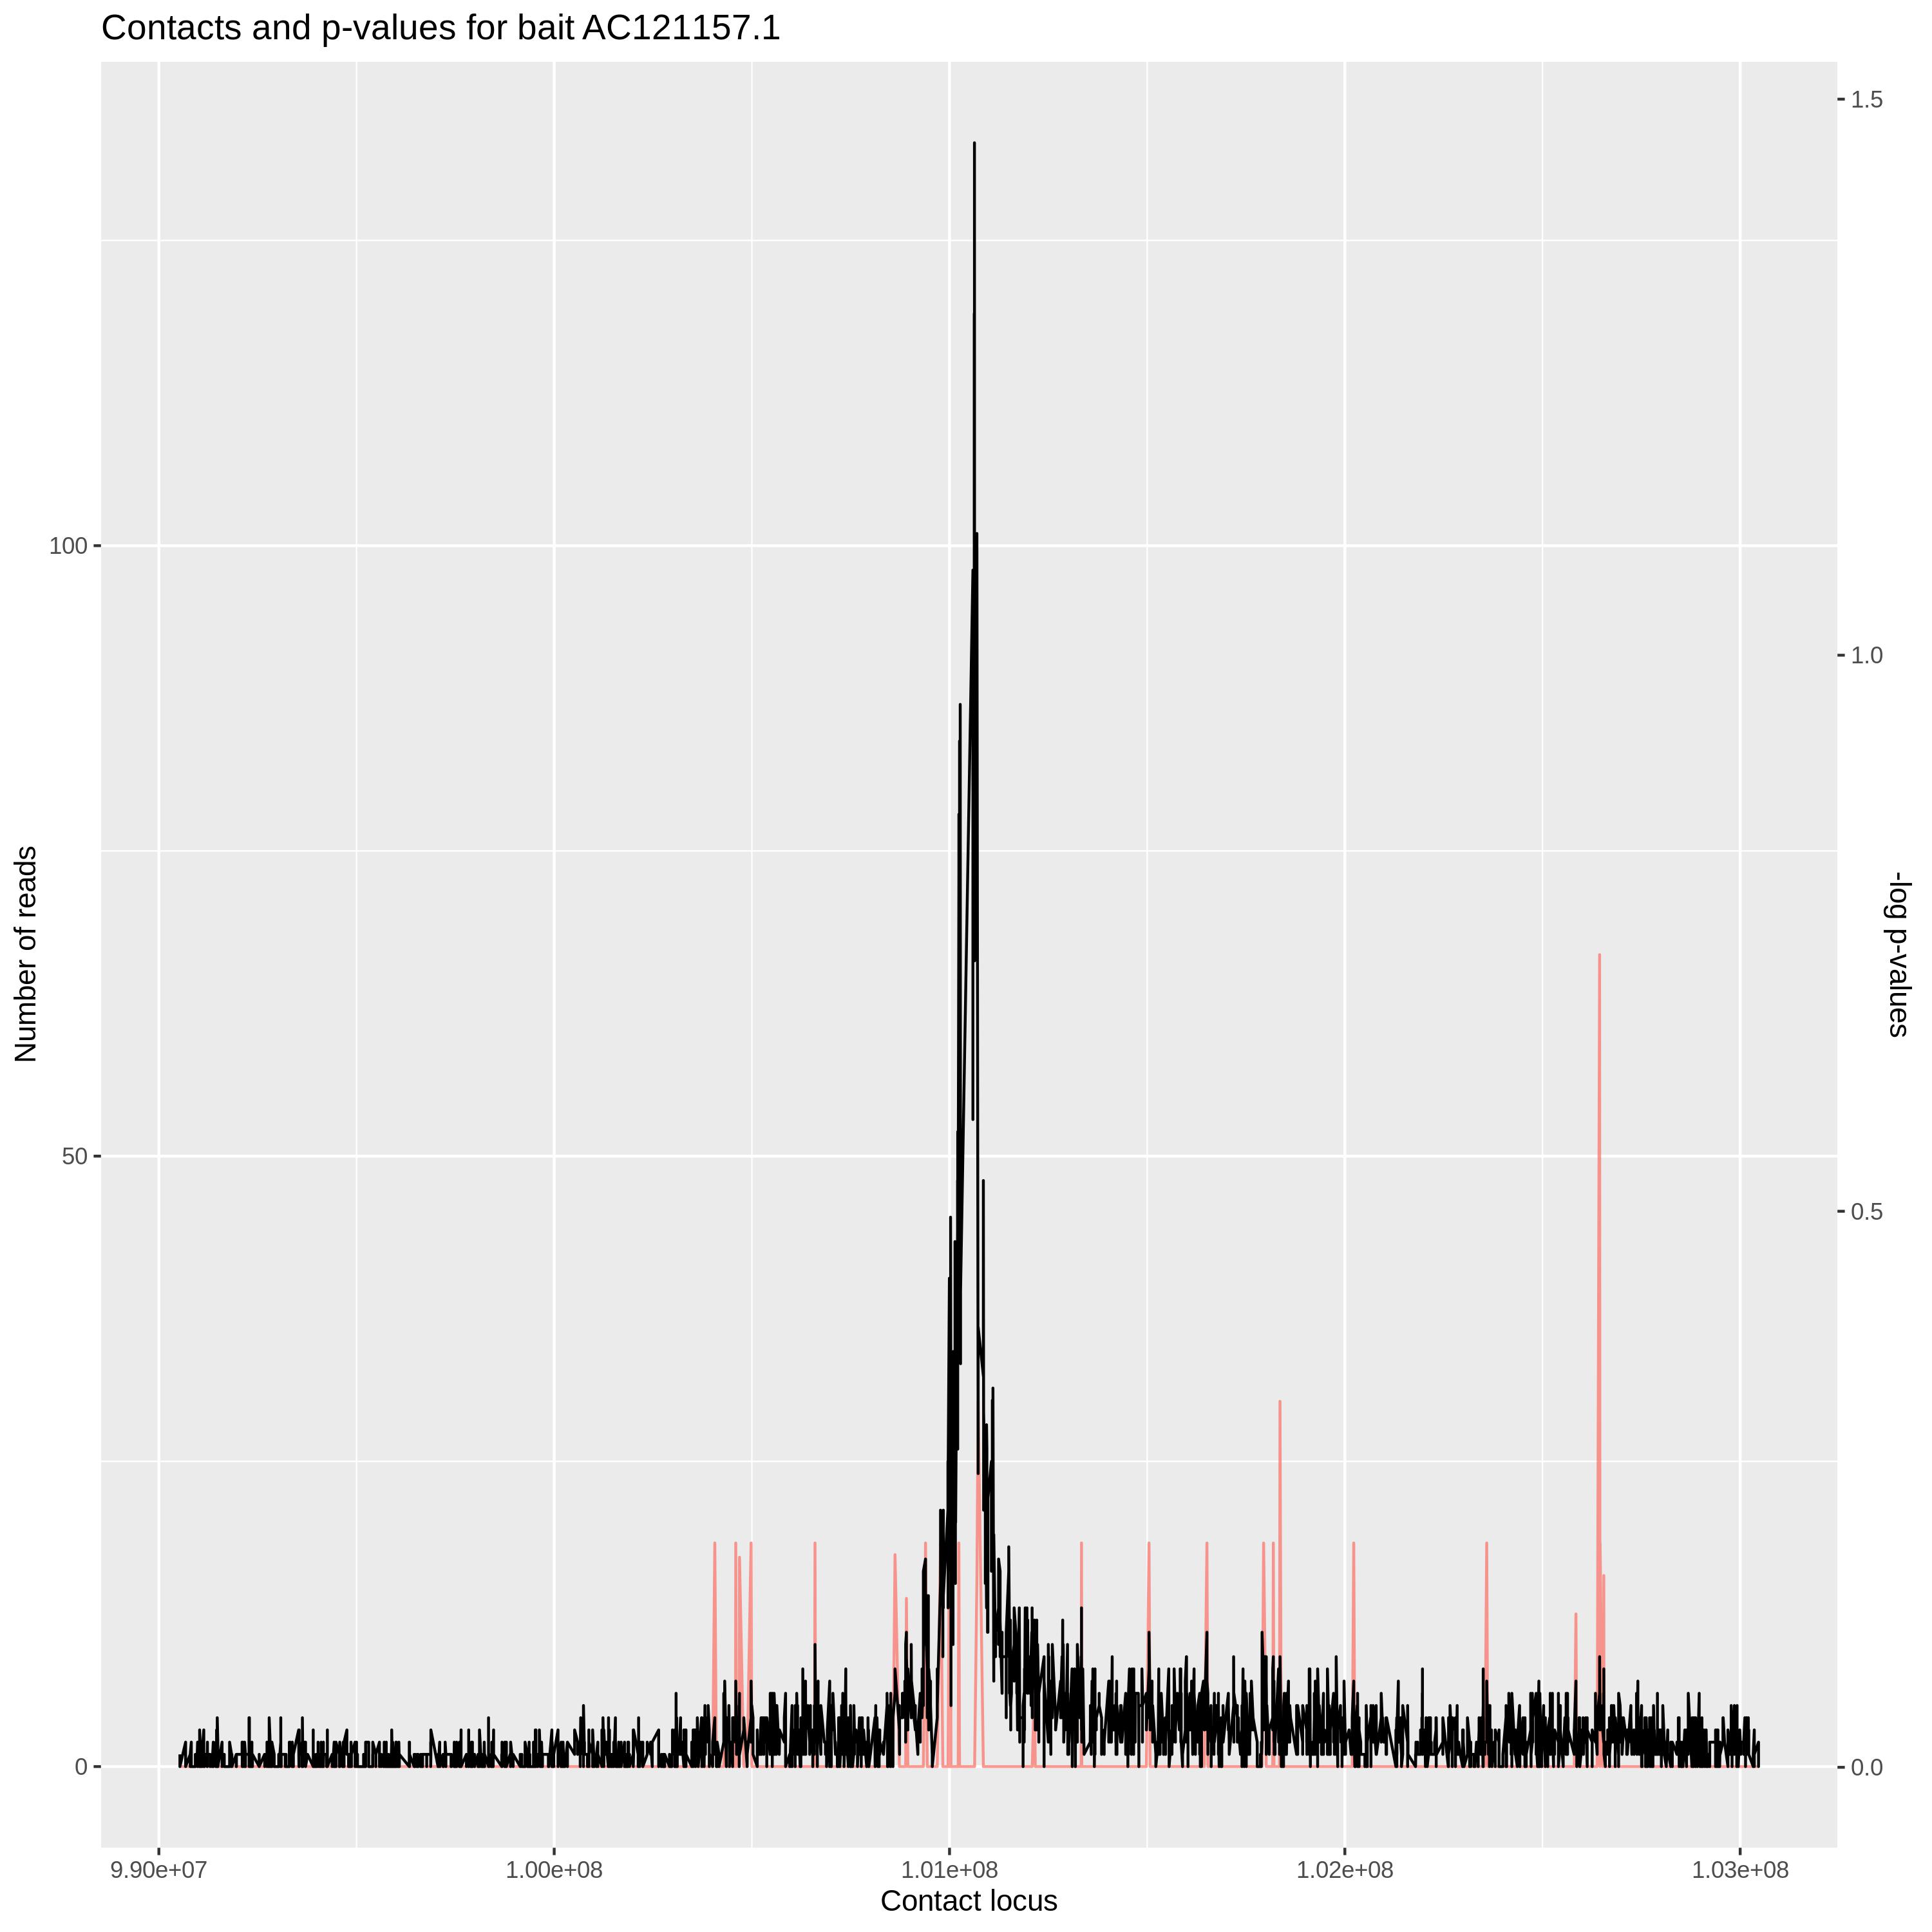 Contacts and p-values for bait AC121157.1
Number of reads
100
50
0
1.5
1.0
0.5
0.0
-log p-values
9.90e+07
1.00e+08
1.01e+08
1.02e+08
1.03e+08
Contact locus